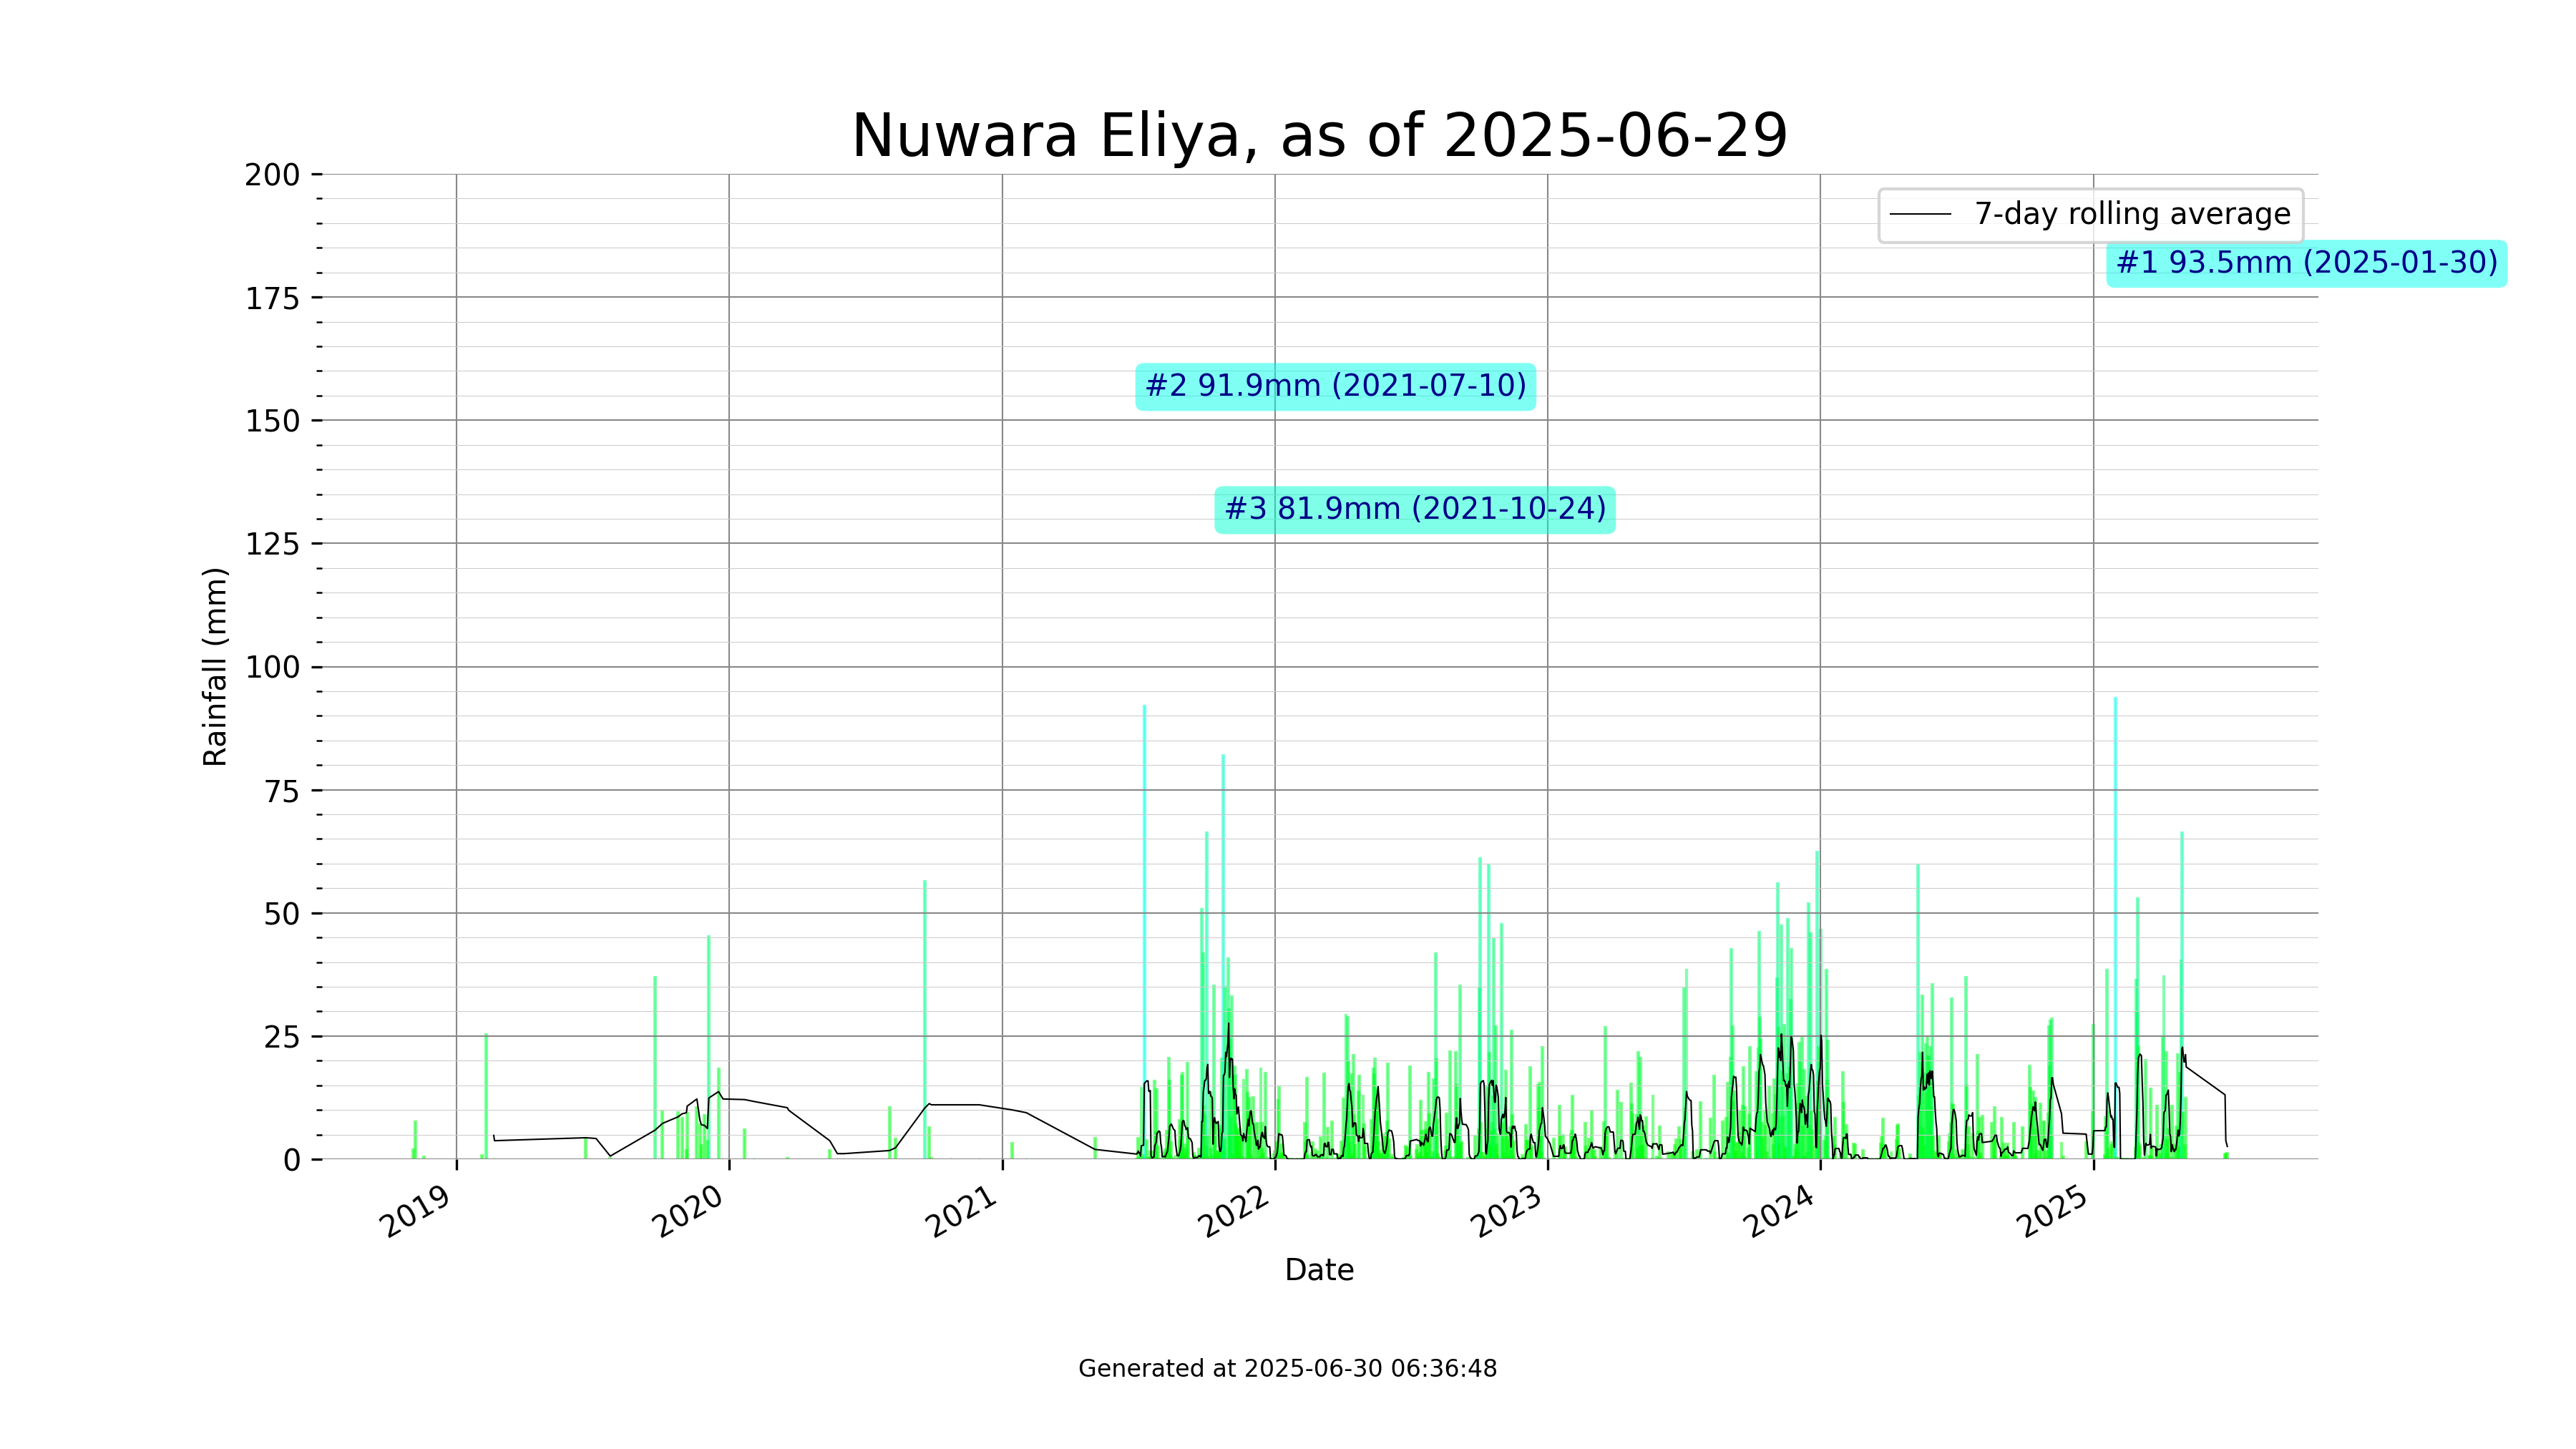 Nuwara Eliya, as of 2025-06-29
200
175
150
125
100
75
50
25
0
Rainfall (mm)
7-day rolling average
#1 93.5mm (2025-01-30)
#2 91.9mm (2021-07-10)
#3 81.9mm (2021-10-24)
2019
2020
2021
2022
2023
2024
2025
Date
Generated at 2025-06-30 06:36:48